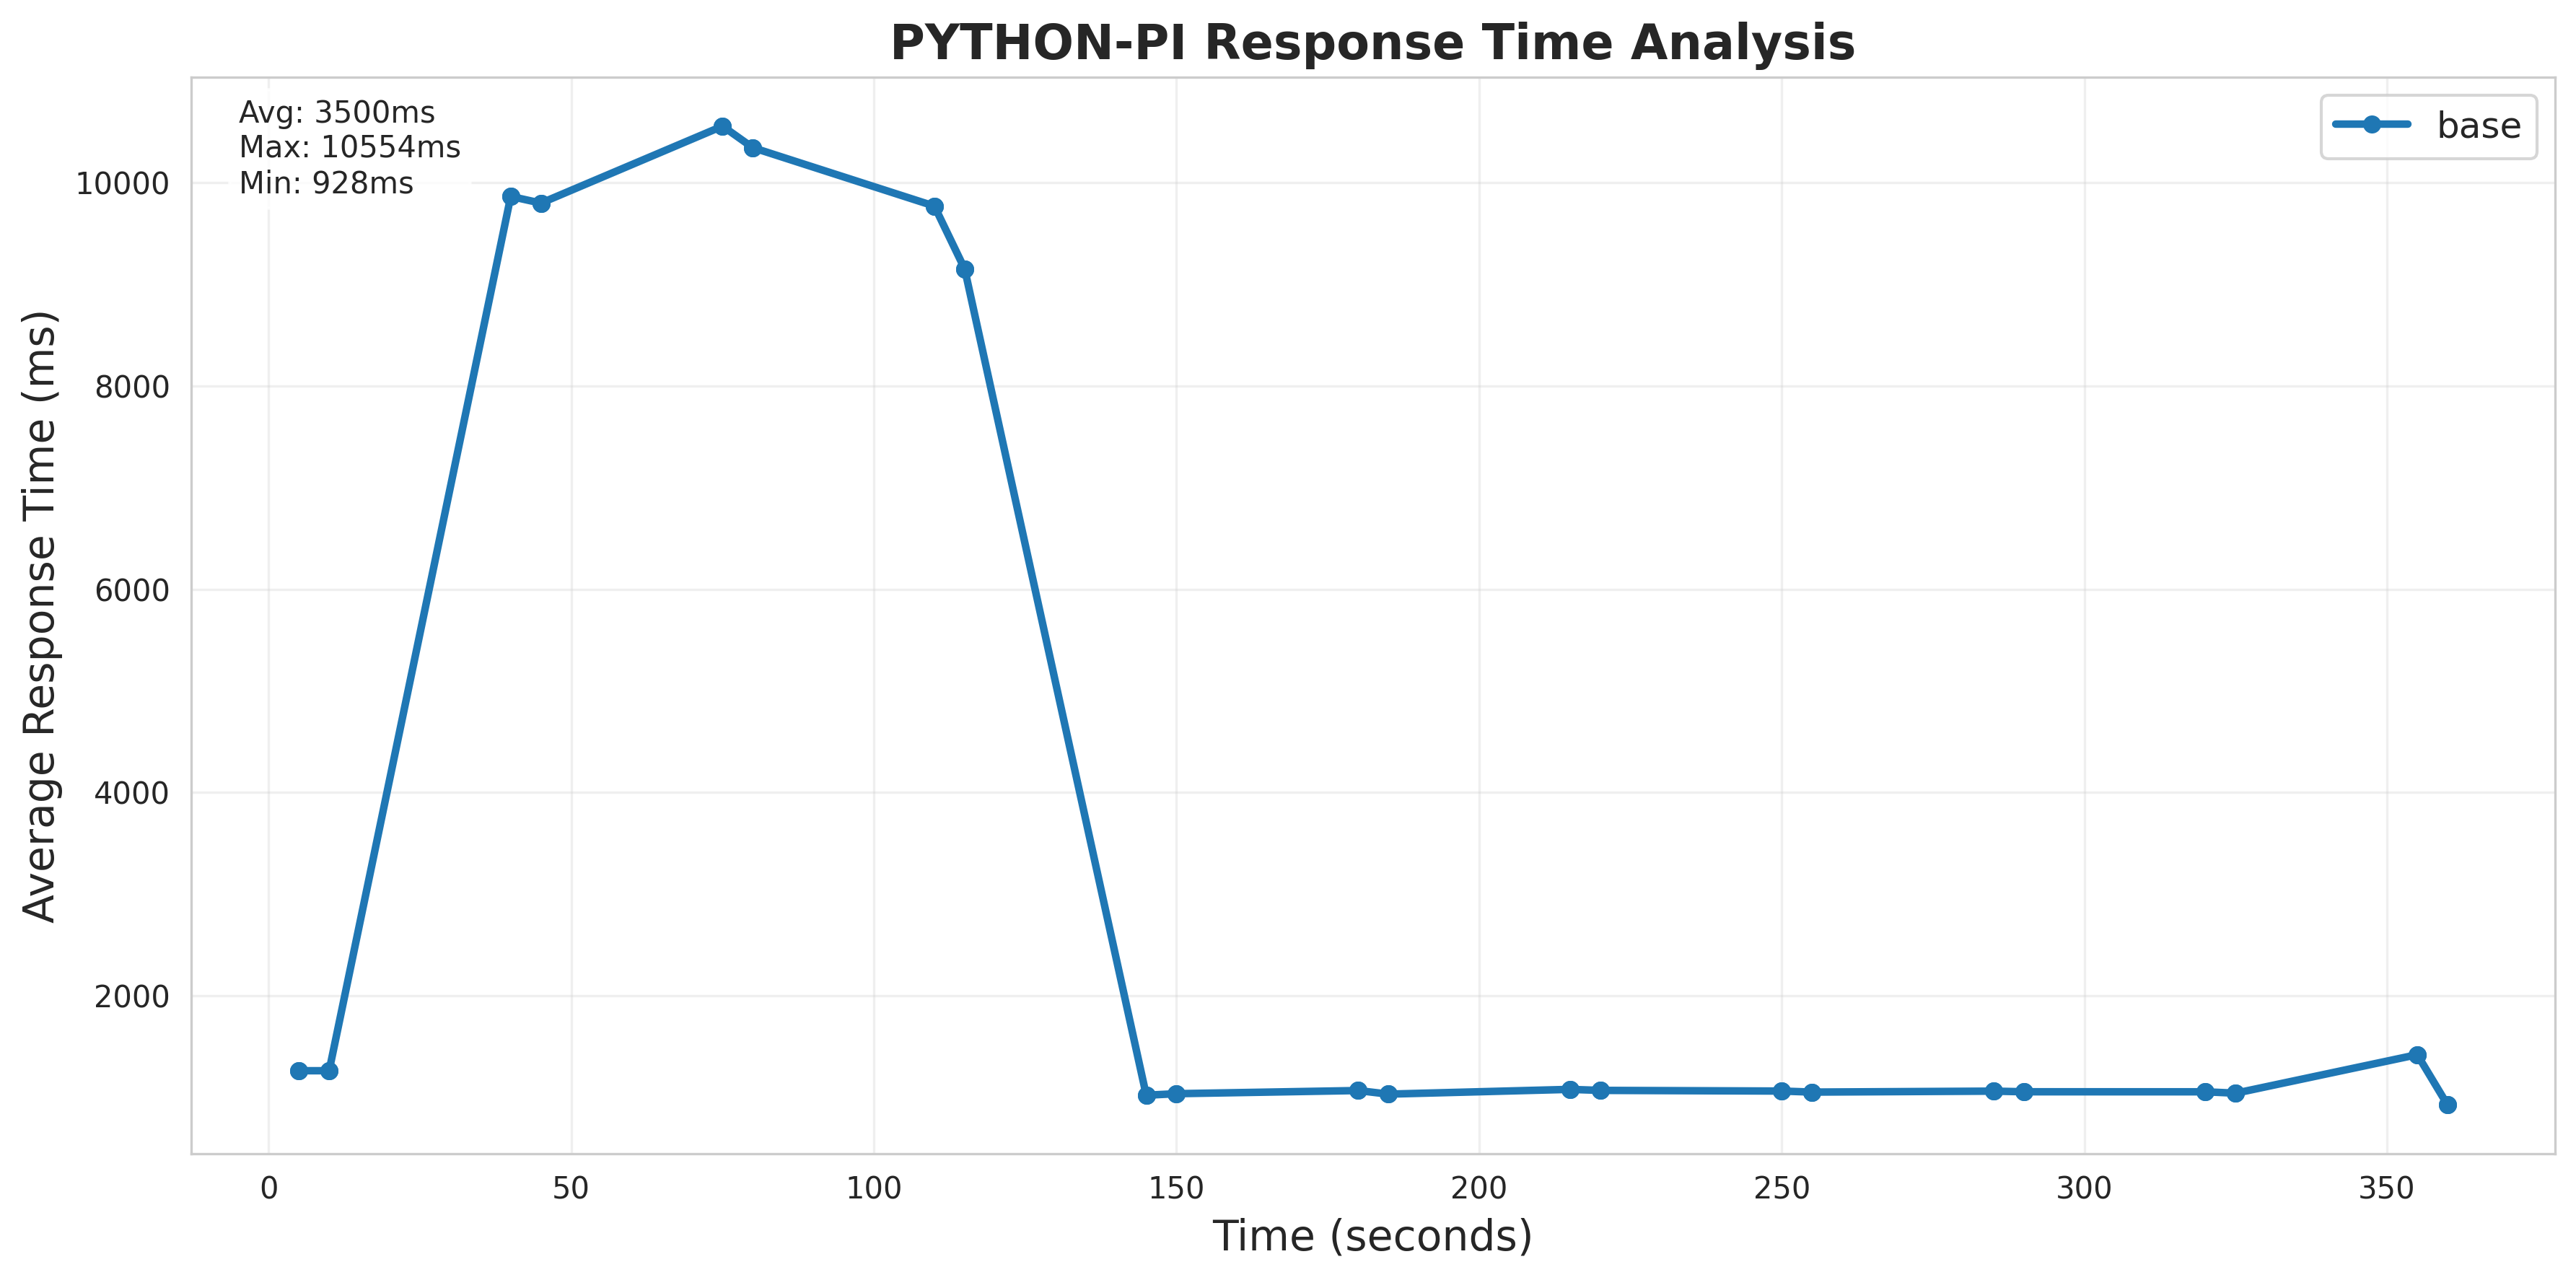 PYTHON-PI Response Time Analysis
Avg: 3500ms
Max: 10554ms
Min: 928ms
base
Average Response Time (ms)
10000
8000
6000
4000
2000
0 50 100 150 200 250 300 350
Time (seconds)